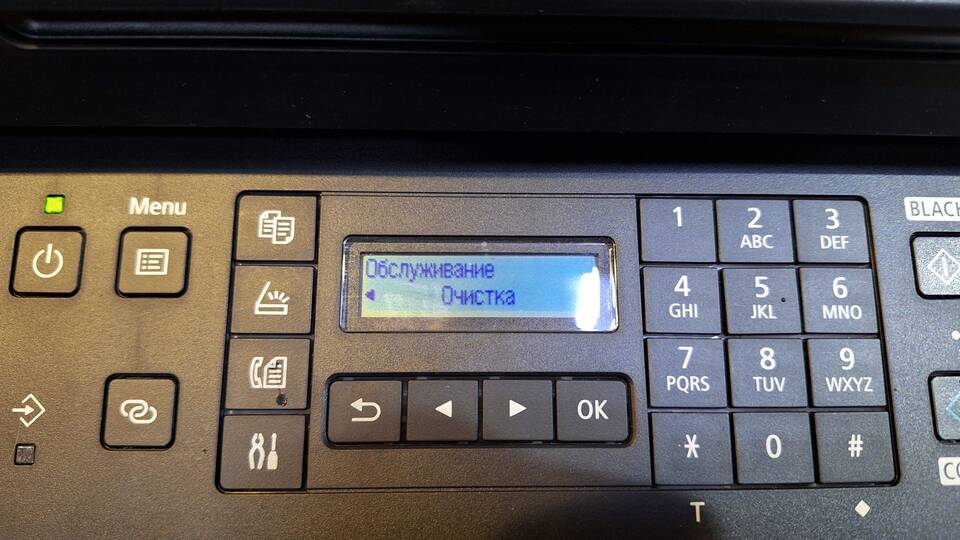 Menu
Обслуживание
Очистка
OK
1
2
ABC
3
DEF
4
GHI
5
JKL
6
MNO
7
PQRS
8
TUV
9
WXYZ
*
0
#
T
BLACK